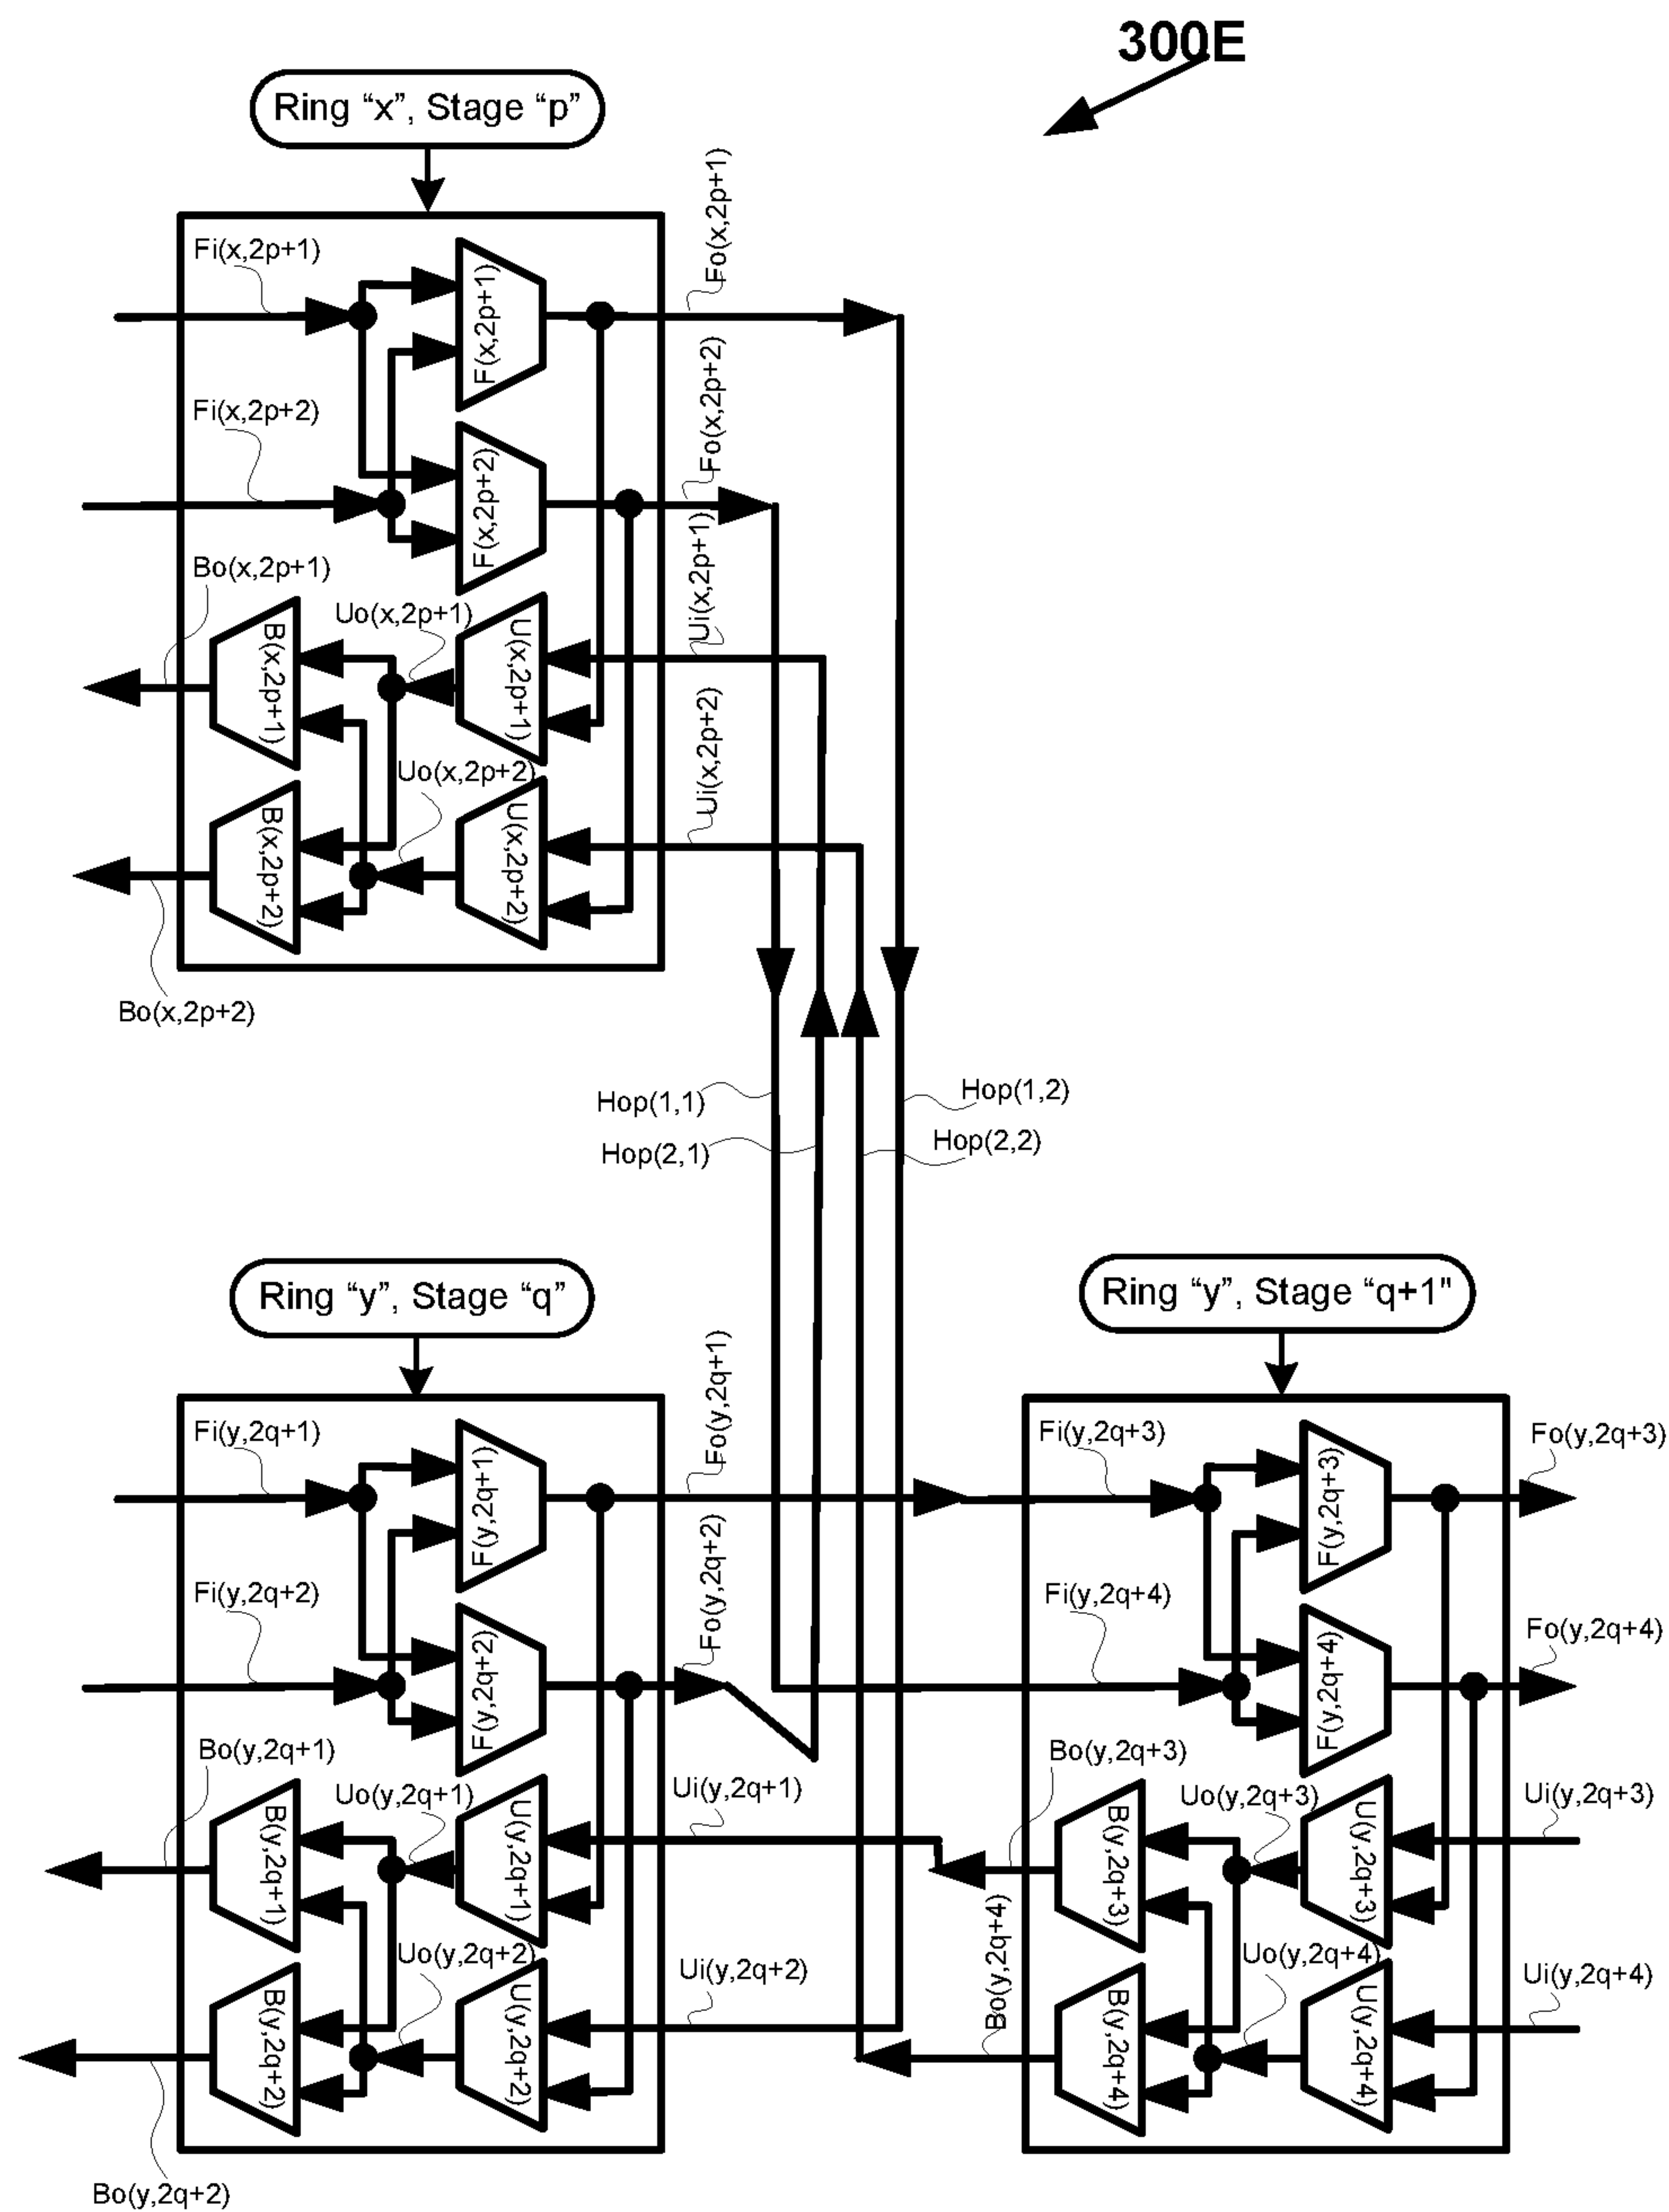 300E
Ring “x”, Stage “p”
Fi(x,2p+1)
F(x,2p+1)
Fo(x,2p+1)
Fi(x,2p+2)
F(x,2p+2)
Fo(x,2p+2)
Bo(x,2p+1)
B(x,2p+1)
Uo(x,2p+1)
U(x,2p+1)
Ui(x,2p+1)
Uo(x,2p+2)
B(x,2p+2)
U(x,2p+2)
Ui(x,2p+2)
Bo(x,2p+2)
Hop(1,1)
Hop(1,2)
Hop(2,1)
Hop(2,2)
Ring “y”, Stage “q”
Ring “y”, Stage “q+1"
Fi(y,2q+1)
F(y,2q+1)
Fo(y,2q+1)
Fi(y,2q+2)
F(y,2q+2)
Fo(y,2q+2)
Bo(y,2q+1)
B(y,2q+1)
Uo(y,2q+1)
U(y,2q+1)
Ui(y,2q+1)
Uo(y,2q+2)
B(y,2q+2)
U(y,2q+2)
Ui(y,2q+2)
Bo(y,2q+2)
Fi(y,2q+3)
F(y,2q+3)
Fo(y,2q+3)
Fi(y,2q+4)
F(y,2q+4)
Fo(y,2q+4)
Bo(y,2q+3)
B(y,2q+3)
Uo(y,2q+3)
U(y,2q+3)
Ui(y,2q+3)
Bo(y,2q+4)
B(y,2q+4)
Uo(y,2q+4)
U(y,2q+4)
Ui(y,2q+4)